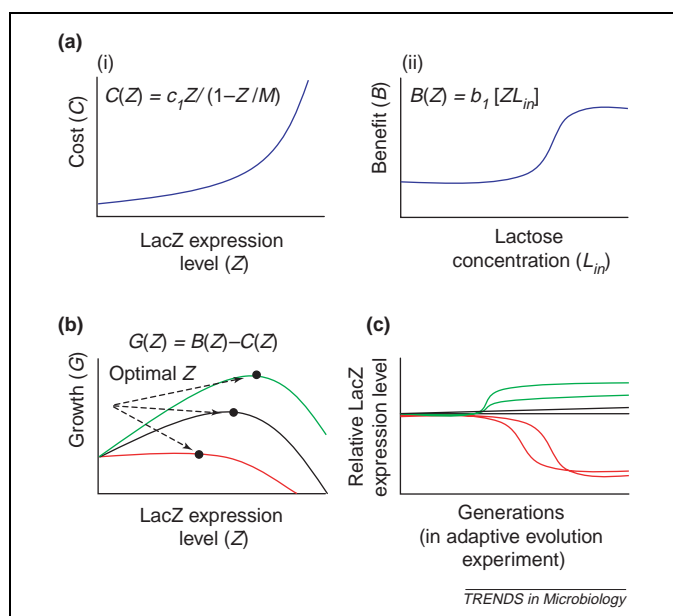 (a)
(i)
C(Z) = c₁Z/ (1–Z/M)
Cost (C)
LacZ expression
level (Z)
(ii)
B(Z) = b₁ [ZLᵢₙ]
Benefit (B)
Lactose
concentration (Lᵢₙ)
(b)
G(Z) = B(Z)–C(Z)
Optimal Z
Growth (G)
LacZ expression
level (Z)
(c)
Relative LacZ
expression level
Generations
(in adaptive evolution
experiment)
TRENDS in Microbiology